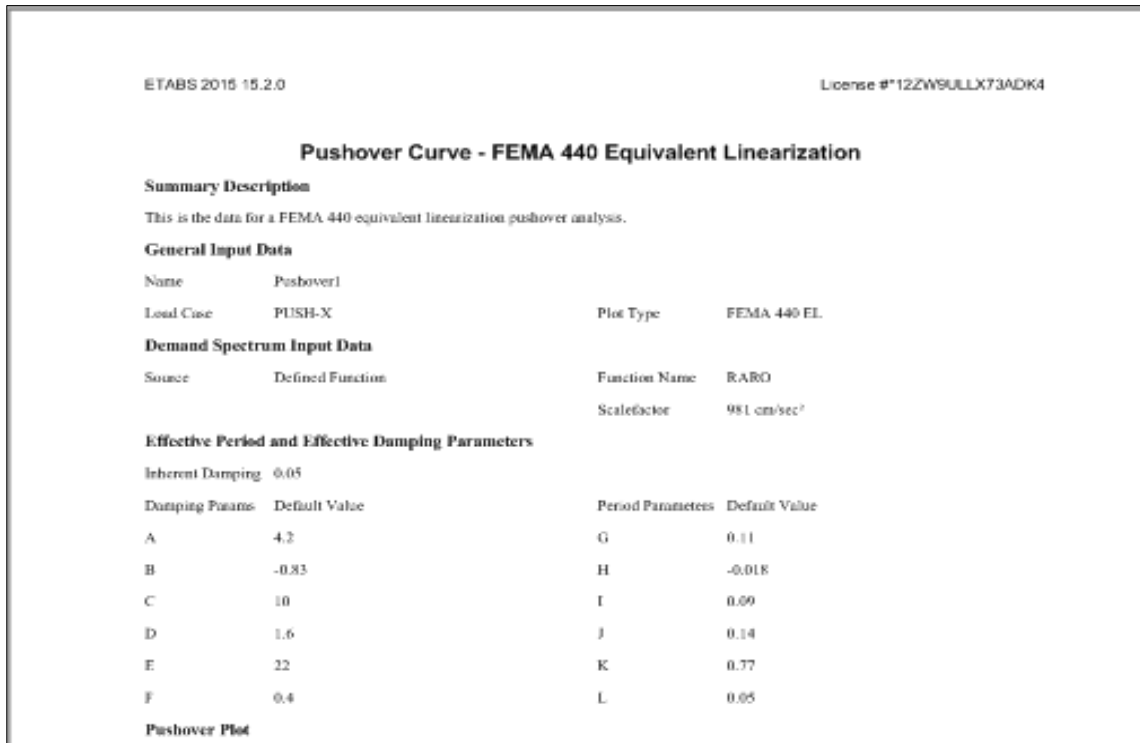 ETABS 2015 15.2.0 License #*12ZW9ULLX73ADK4
Pushover Curve - FEMA 440 Equivalent Linearization
Summary Description
This is the data for a FEMA 440 equivalent linearization pushover analysis.
General Input Data
Name Pushover1
Load Case PUSH-X Plot Type FEMA 440 EL
Demand Spectrum Input Data
Source Defined Function Function Name RARO
Scalefactor 981 cm/sec²
Effective Period and Effective Damping Parameters
Inherent Damping 0.05
Damping Params Default Value Period Parameters Default Value
A 4.2 G 0.11
B -0.83 H -0.018
C 10 I 0.09
D 1.6 J 0.14
E 22 K 0.77
F 0.4 L 0.05
Pushover Plot